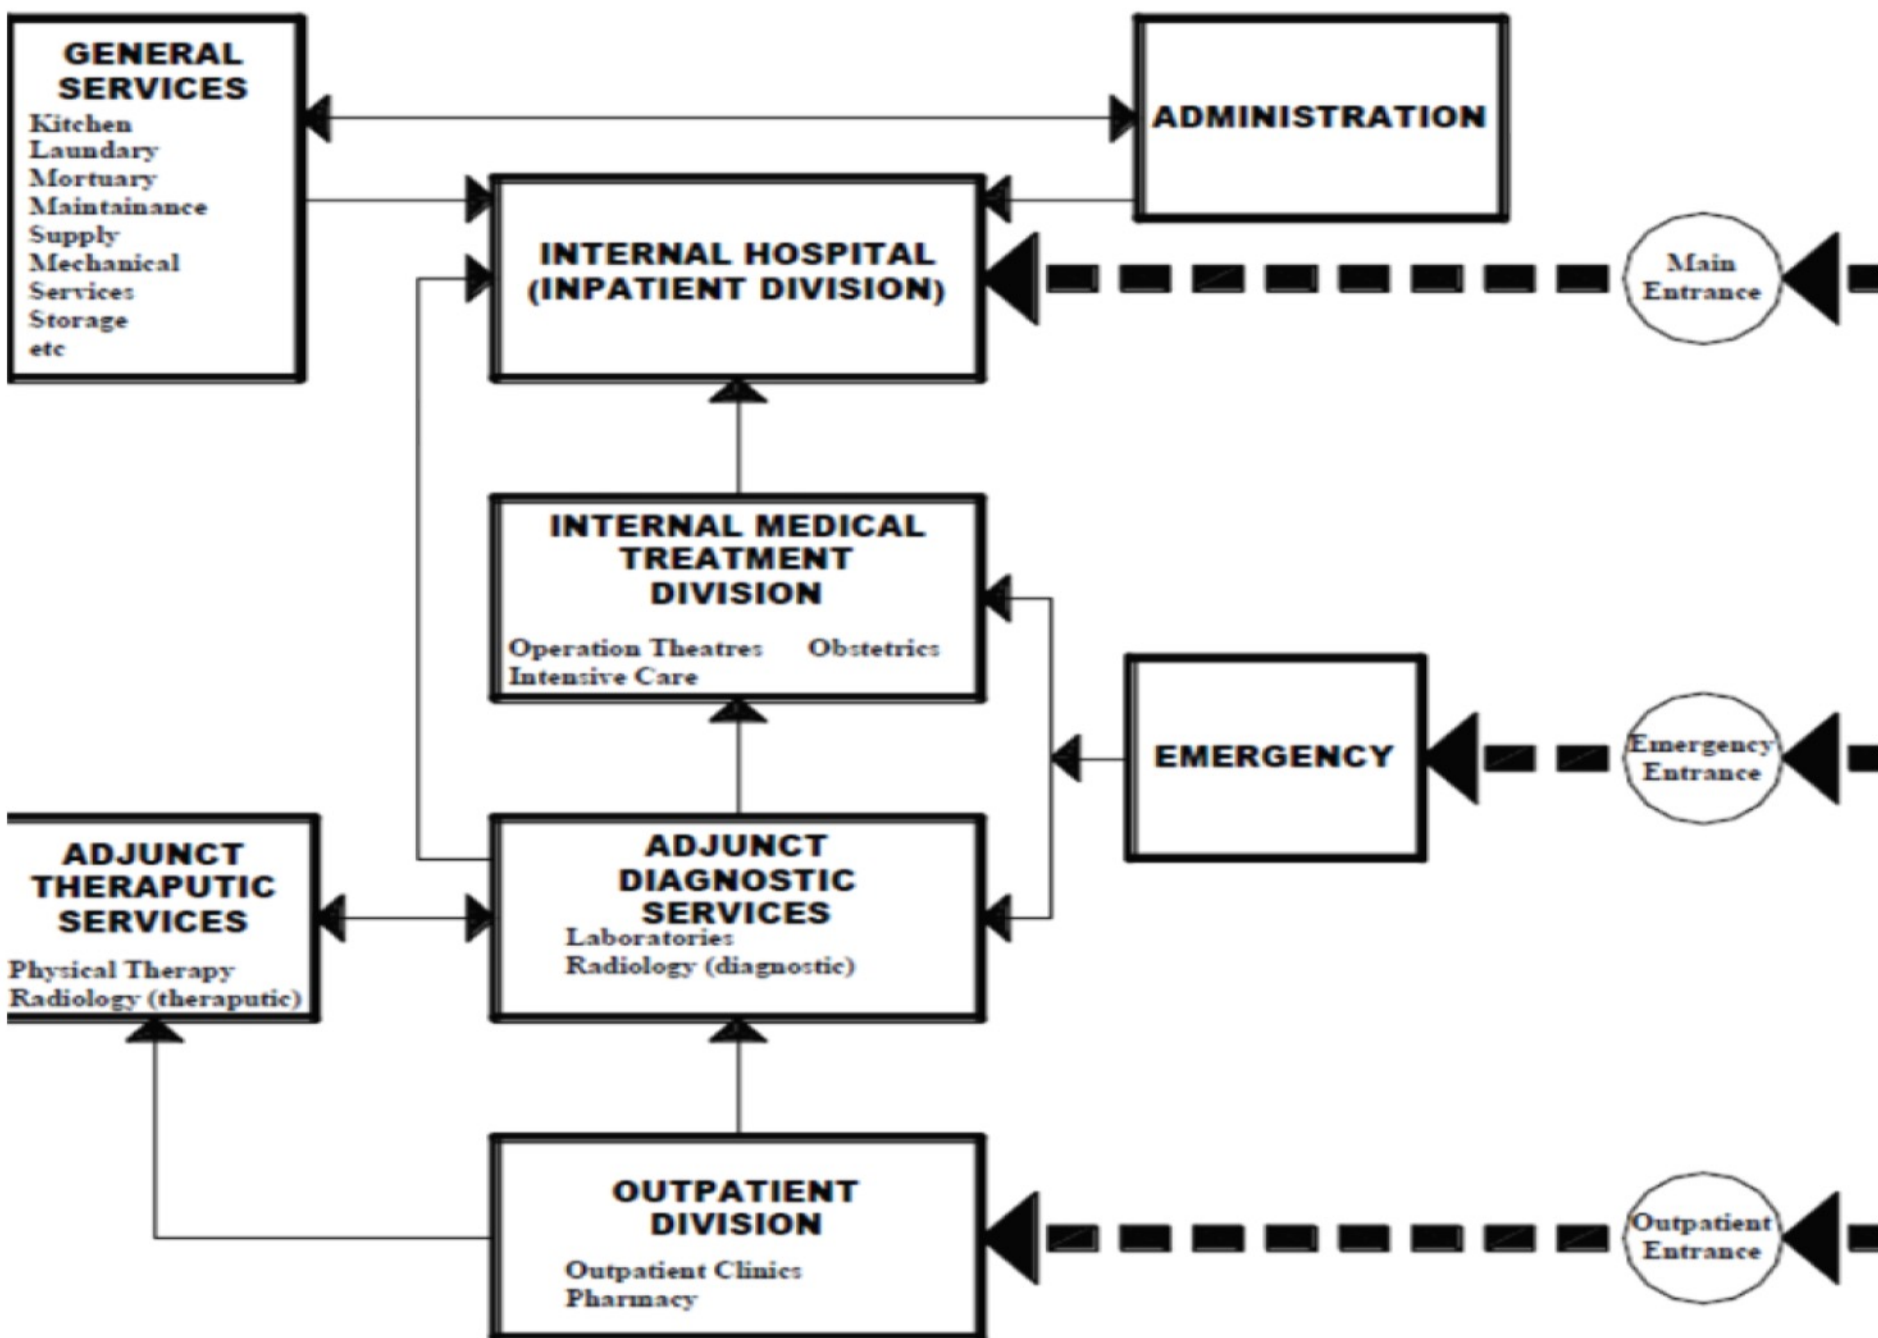 GENERAL
SERVICES
Kitchen
Laundary
Mortuary
Maintainance
Supply
Mechanical
Services
Storage
etc
ADMINISTRATION
INTERNAL HOSPITAL
(INPATIENT DIVISION)
Main
Entrance
INTERNAL MEDICAL
TREATMENT
DIVISION
Operation Theatres Obstetrics
Intensive Care
EMERGENCY
Emergency
Entrance
ADJUNCT
THERAPUTIC
SERVICES
Physical Therapy
Radiology (theraputic)
ADJUNCT
DIAGNOSTIC
SERVICES
Laboratories
Radiology (diagnostic)
OUTPATIENT
DIVISION
Outpatient Clinics
Pharmacy
Outpatient
Entrance